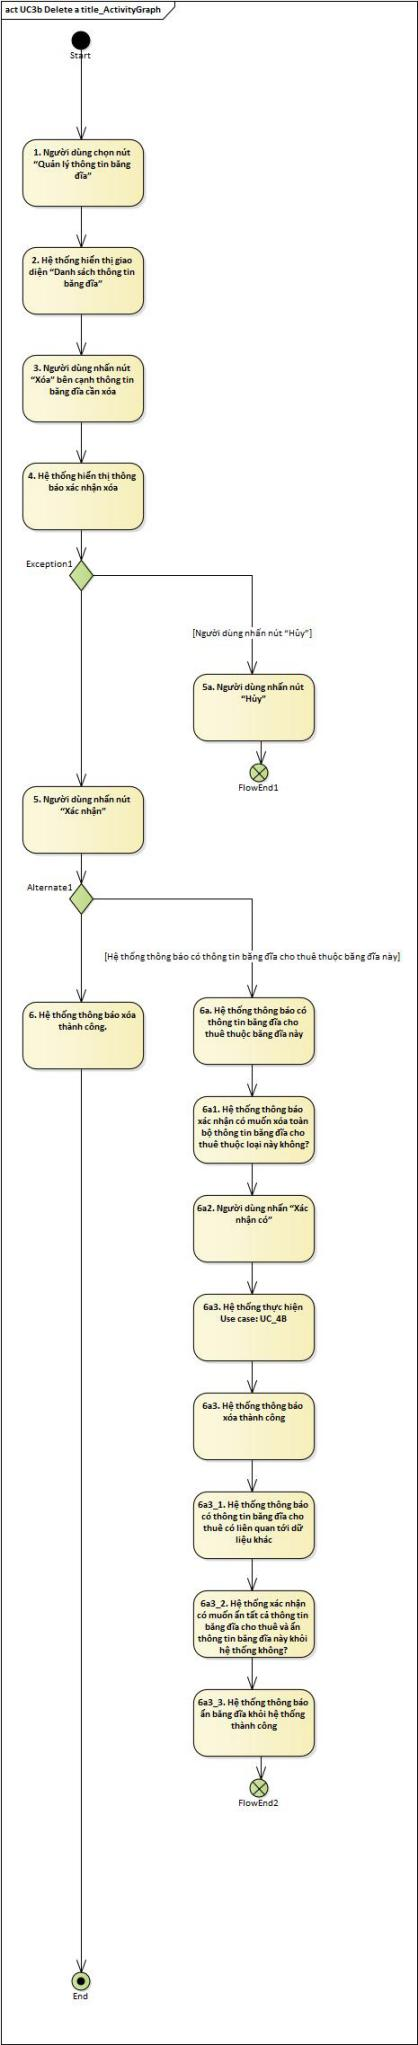 act UC3b Delete a title_ActivityGraph
Start
1. Người dùng chọn nút
“Quản lý thông tin băng
đĩa”
2. Hệ thống hiển thị giao
diện “Danh sách thông tin
băng đĩa”
3. Người dùng nhấn nút
“Xóa” bên cạnh thông tin
băng đĩa cần xóa
4. Hệ thống hiển thị thông
báo xác nhận xóa
Exception1
[Người dùng nhấn nút “Hủy”]
5a. Người dùng nhấn nút
“Hủy”
FlowEnd1
5. Người dùng nhấn nút
“Xác nhận”
Alternate1
[Hệ thống thông báo có thông tin băng đĩa cho thuê thuộc băng đĩa này]
6. Hệ thống thông báo xóa
thành công.
6a. Hệ thống thông báo có
thông tin băng đĩa cho
thuê thuộc băng đĩa này
6a1. Hệ thống thông báo
xác nhận có muốn xóa toàn
bộ thông tin băng đĩa cho
thuê thuộc loại này không?
6a2. Người dùng nhấn “Xác
nhận có”
6a3. Hệ thống thực hiện
Use case: UC_4B
6a3. Hệ thống thông báo
xóa thành công
6a3_1. Hệ thống thông báo
có thông tin băng đĩa cho
thuê có liên quan tới dữ
liệu khác
6a3_2. Hệ thống xác nhận
có muốn ẩn tất cả thông tin
băng đĩa cho thuê và ẩn
thông tin băng đĩa này khỏi
hệ thống không?
6a3_3. Hệ thống thông báo
ẩn băng đĩa khỏi hệ thống
thành công
FlowEnd2
End